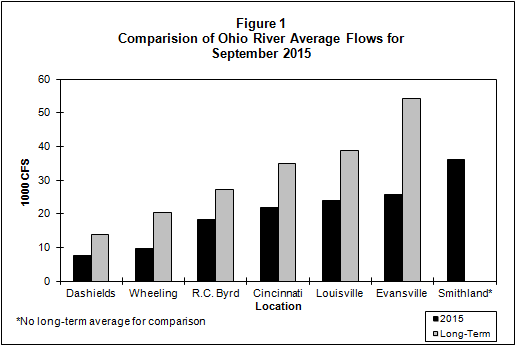 Figure 1
Comparision of Ohio River Average Flows for
September 2015
60
50
40
30
20
10
0
1000 CFS
Dashields Wheeling R.C. Byrd Cincinnati Louisville Evansville Smithland*
Location
*No long-term average for comparison
2015
Long-Term